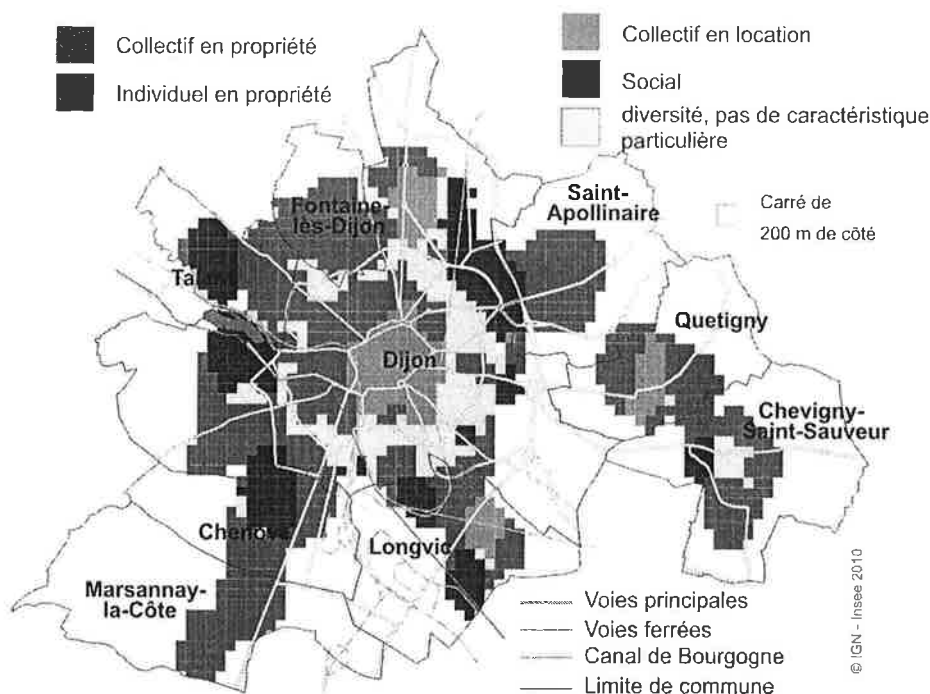 Collectif en propriété
Individuel en propriété
Collectif en location
Social
diversité, pas de caractéristique
particulière
Carré de
200 m de côté
Saint-
Apollinaire
Fontaine-
lès-Dijon
Quetigny
Dijon
Chevigny-
Saint-Sauveur
Longvic
Marsannay-
la-Côte
Voies principales
Voies ferrées
Canal de Bourgogne
Limite de commune
© IGN - Insee 2010